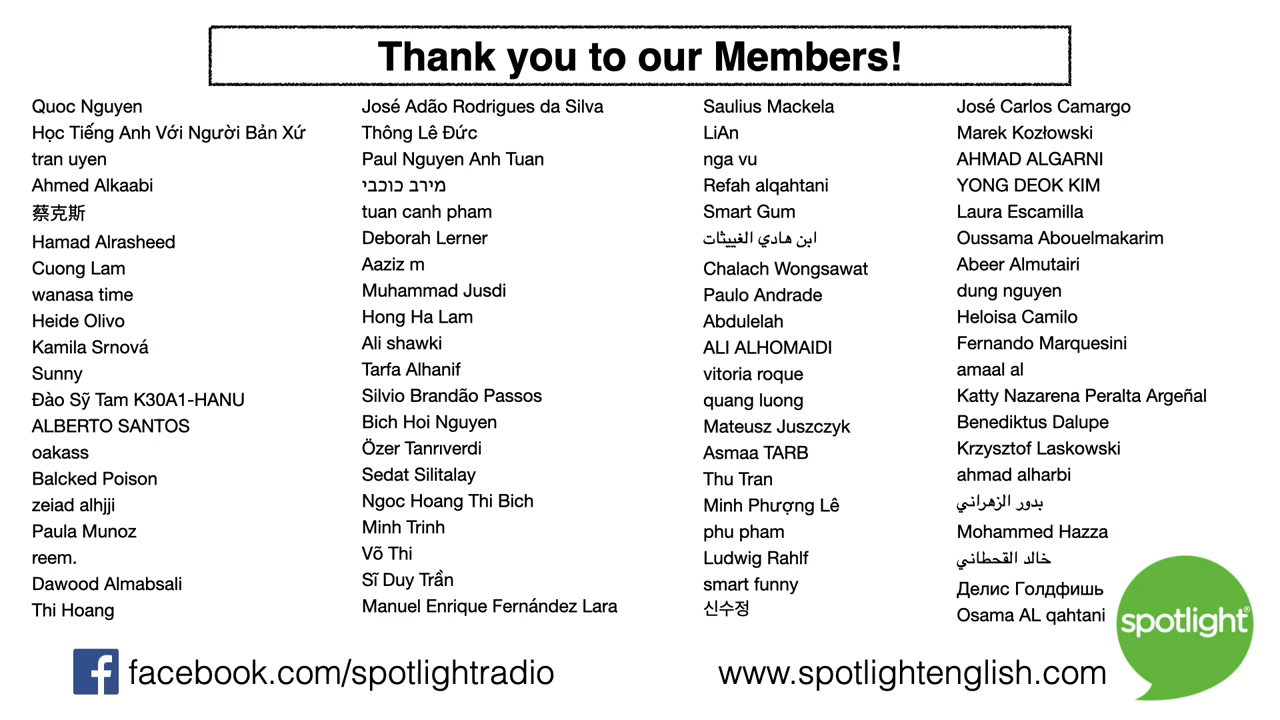 Thank you to our Members!
Quoc Nguyen
Học Tiếng Anh Với Người Bản Xứ
tran uyen
Ahmed Alkaabi
蔡克斯
Hamad Alrasheed
Cuong Lam
wanasa time
Heide Olivo
Kamila Srnová
Sunny
Đào Sỹ Tam K30A1-HANU
ALBERTO SANTOS
oakass
Balcked Poison
zeiad alhjji
Paula Munoz
reem.
Dawood Almabsali
Thi Hoang
José Adão Rodrigues da Silva
Thông Lê Đức
Paul Nguyen Anh Tuan
מירב כוכבי
tuan canh pham
Deborah Lerner
Aaziz m
Muhammad Jusdi
Hong Ha Lam
Ali shawki
Tarfa Alhanif
Silvio Brandão Passos
Bich Hoi Nguyen
Özer Tanrıverdi
Sedat Silitalay
Ngoc Hoang Thi Bich
Minh Trinh
Võ Thi
Sĩ Duy Trần
Manuel Enrique Fernández Lara
Saulius Mackela
LiAn
nga vu
Refah alqahtani
Smart Gum
ابن هادي الغييثات
Chalach Wongsawat
Paulo Andrade
Abdulelah
ALI ALHOMAIDI
vitoria roque
quang luong
Mateusz Juszczyk
Asmaa TARB
Thu Tran
Minh Phượng Lê
phu pham
Ludwig Rahlf
smart funny
신수정
José Carlos Camargo
Marek Kozłowski
AHMAD ALGARNI
YONG DEOK KIM
Laura Escamilla
Oussama Abouelmakarim
Abeer Almutairi
dung nguyen
Heloisa Camilo
Fernando Marquesini
amaal al
Katty Nazarena Peralta Argeñal
Benediktus Dalupe
Krzysztof Laskowski
ahmad alharbi
بدور الزهراني
Mohammed Hazza
خالد القحطاني
Делис Голдфишь
Osama AL qahtani
spotlight®
facebook.com/spotlightradio
www.spotlightenglish.com